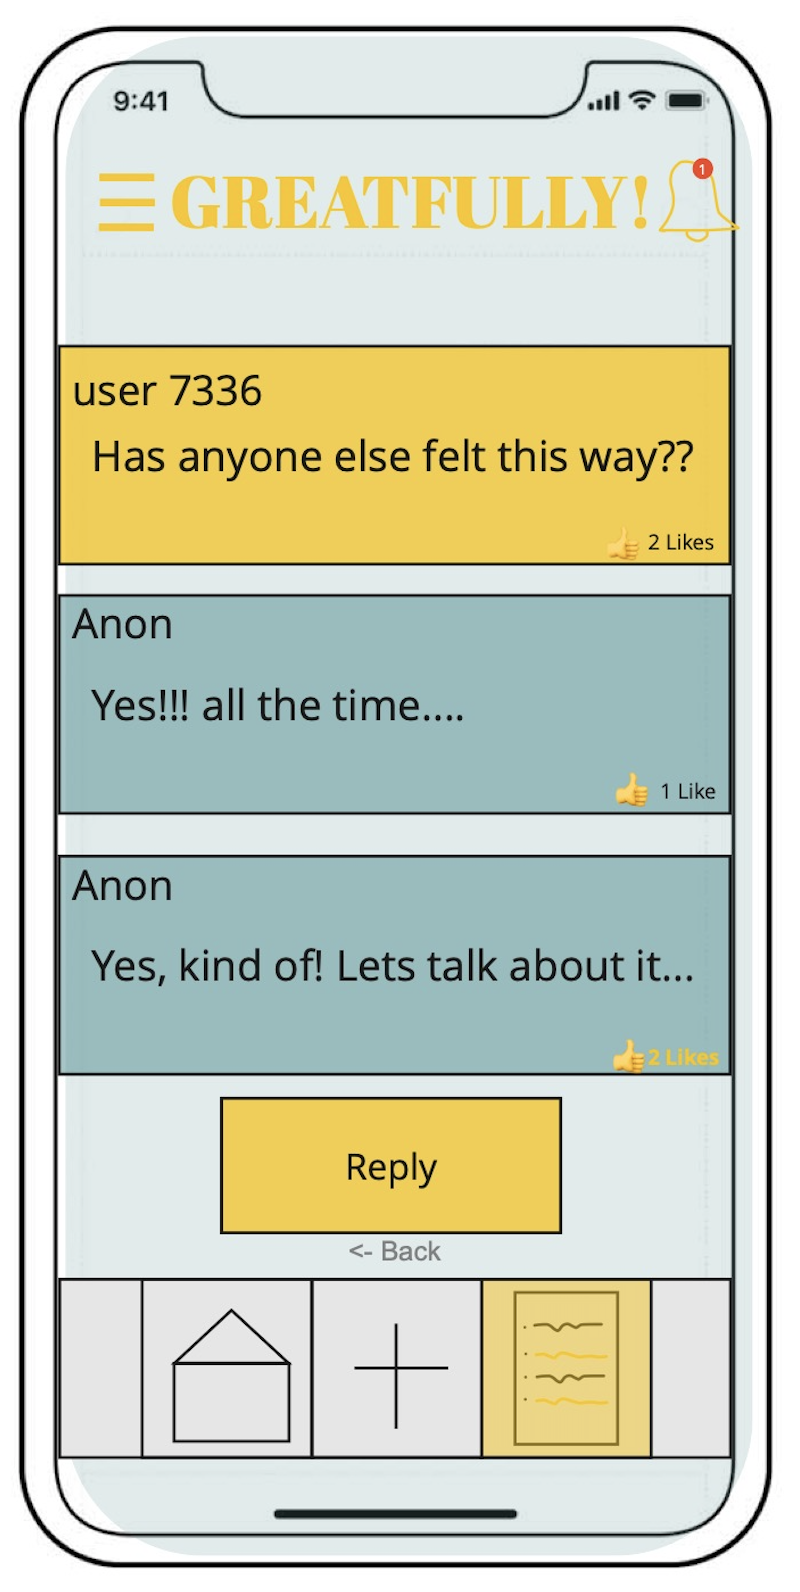 9:41
GREATFULLY!
1
user 7336
Has anyone else felt this way??
👍 2 Likes
Anon
Yes!!! all the time....
👍 1 Like
Anon
Yes, kind of! Lets talk about it...
👍 2 Likes
Reply
<- Back